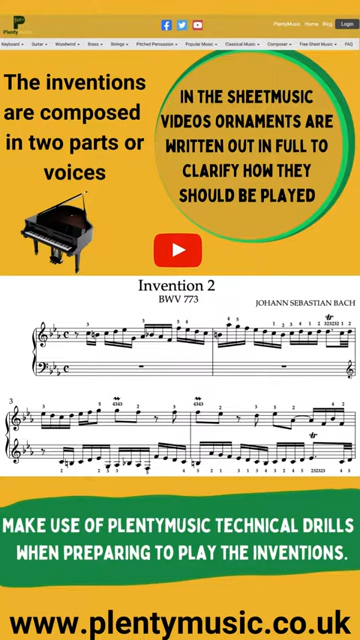 PlentyMusic
PlentyMusic Home Blog Login
Keyboard Guitar Woodwind Brass Strings Pitched Percussion Popular Music Classical Music Composer Free Sheet Music FAQ
The inventions
are composed
in two parts or
voices
IN THE SHEETMUSIC
VIDEOS ORNAMENTS ARE
WRITTEN OUT IN FULL TO
CLARIFY HOW THEY
SHOULD BE PLAYED
Invention 2
BWV 773
JOHANN SEBASTIAN BACH
MAKE USE OF PLENTYMUSIC TECHNICAL DRILLS
WHEN PREPARING TO PLAY THE INVENTIONS.
www.plentymusic.co.uk